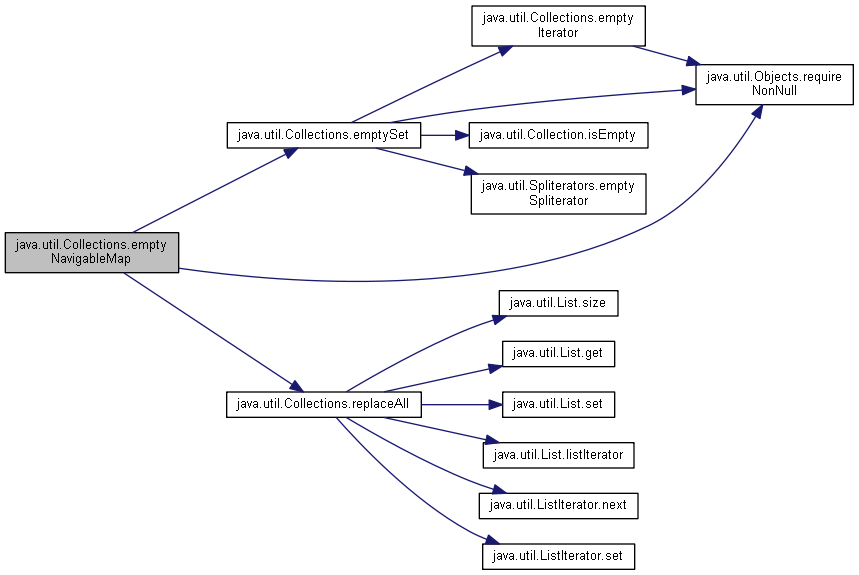 java.util.Collections.empty
Iterator
java.util.Objects.require
NonNull
java.util.Collections.emptySet
java.util.Collection.isEmpty
java.util.Spliterators.empty
Spliterator
java.util.Collections.empty
NavigableMap
java.util.List.size
java.util.List.get
java.util.Collections.replaceAll
java.util.List.set
java.util.List.listIterator
java.util.ListIterator.next
java.util.ListIterator.set